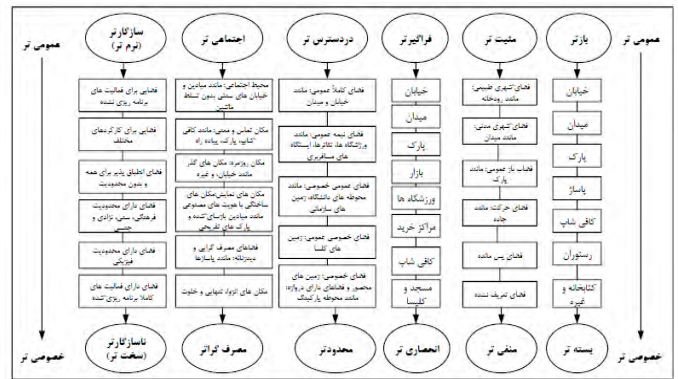 عمومی تر
بازتر
خیابان
میدان
پارک
پاساژ
کافی شاپ
رستوران
کتابخانه و
غیره
بسته تر
مثبت تر
فضای شهری طبیعی:
مانند رودخانه
فضای شهری مدنی:
مانند میدان
فضاب باز عمومی: مانند
پارک
فضای حرکت: مانند
جاده
فضای پس مانده
فضای تعریف نشده
منفی تر
فراگیرتر
خیابان
میدان
پارک
بازار
ورزشگاه ها
مراکز خرید
کافی شاپ
مسجد و
کلیسا
انحصاری تر
دردسترس تر
فضای کاملاً عمومی: مانند
خیابان و میدان
فضای نیمه عمومی: مانند
ورزشگاه ها، تئاترها، ایستگاه
های مسافربری
فضای عمومی خصوصی: مانند
محوطه های دانشگاه، زمین
های سازمانی
فضای خصوصی عمومی: زمین
های کلسا
فضای خصوصی: زمین های
محصور و فضاهای دارای دروازه:
مانند محوطه پارکینگ
محدودتر
اجتماعی تر
محیط اجتماعی: مانند میادین و
خیابان های سنتی بدون تسلط
ماشین
مکان تماس و معنی: مانند کافی
شاپ، پارک، پیاده راه
مکان روزمره: مکان های گذر
مانند خیابان، و غیره
مکان های نمایش: مکان های
ساختگی با هویت های مصنوعی
مانند میادین بازسازی شده و
پارک های تفریحی
فضاهای مصرف گرایی و
مانند پاساژها
مکان های انزوا، تنهایی و خلوت
مصرف گراتر
سازگارتر
(نرم تر)
فضایی برای فعالیت های
برنامه ریزی نشده
فضایی برای کارکردهای
مختلف
فضای انطباق پذیر برای همه
و بدون محدودیت
فضای دارای محدودیت
فرهنگی، سنی، نژادی و
جنسی
فضای دارای محدودیت
فیزیکی
فضای دارای فعالیت های
کاملا برنامه ریزی شده
ناسازگارتر
(سخت تر)
عمومی تر
خصوصی تر
خصوصی تر